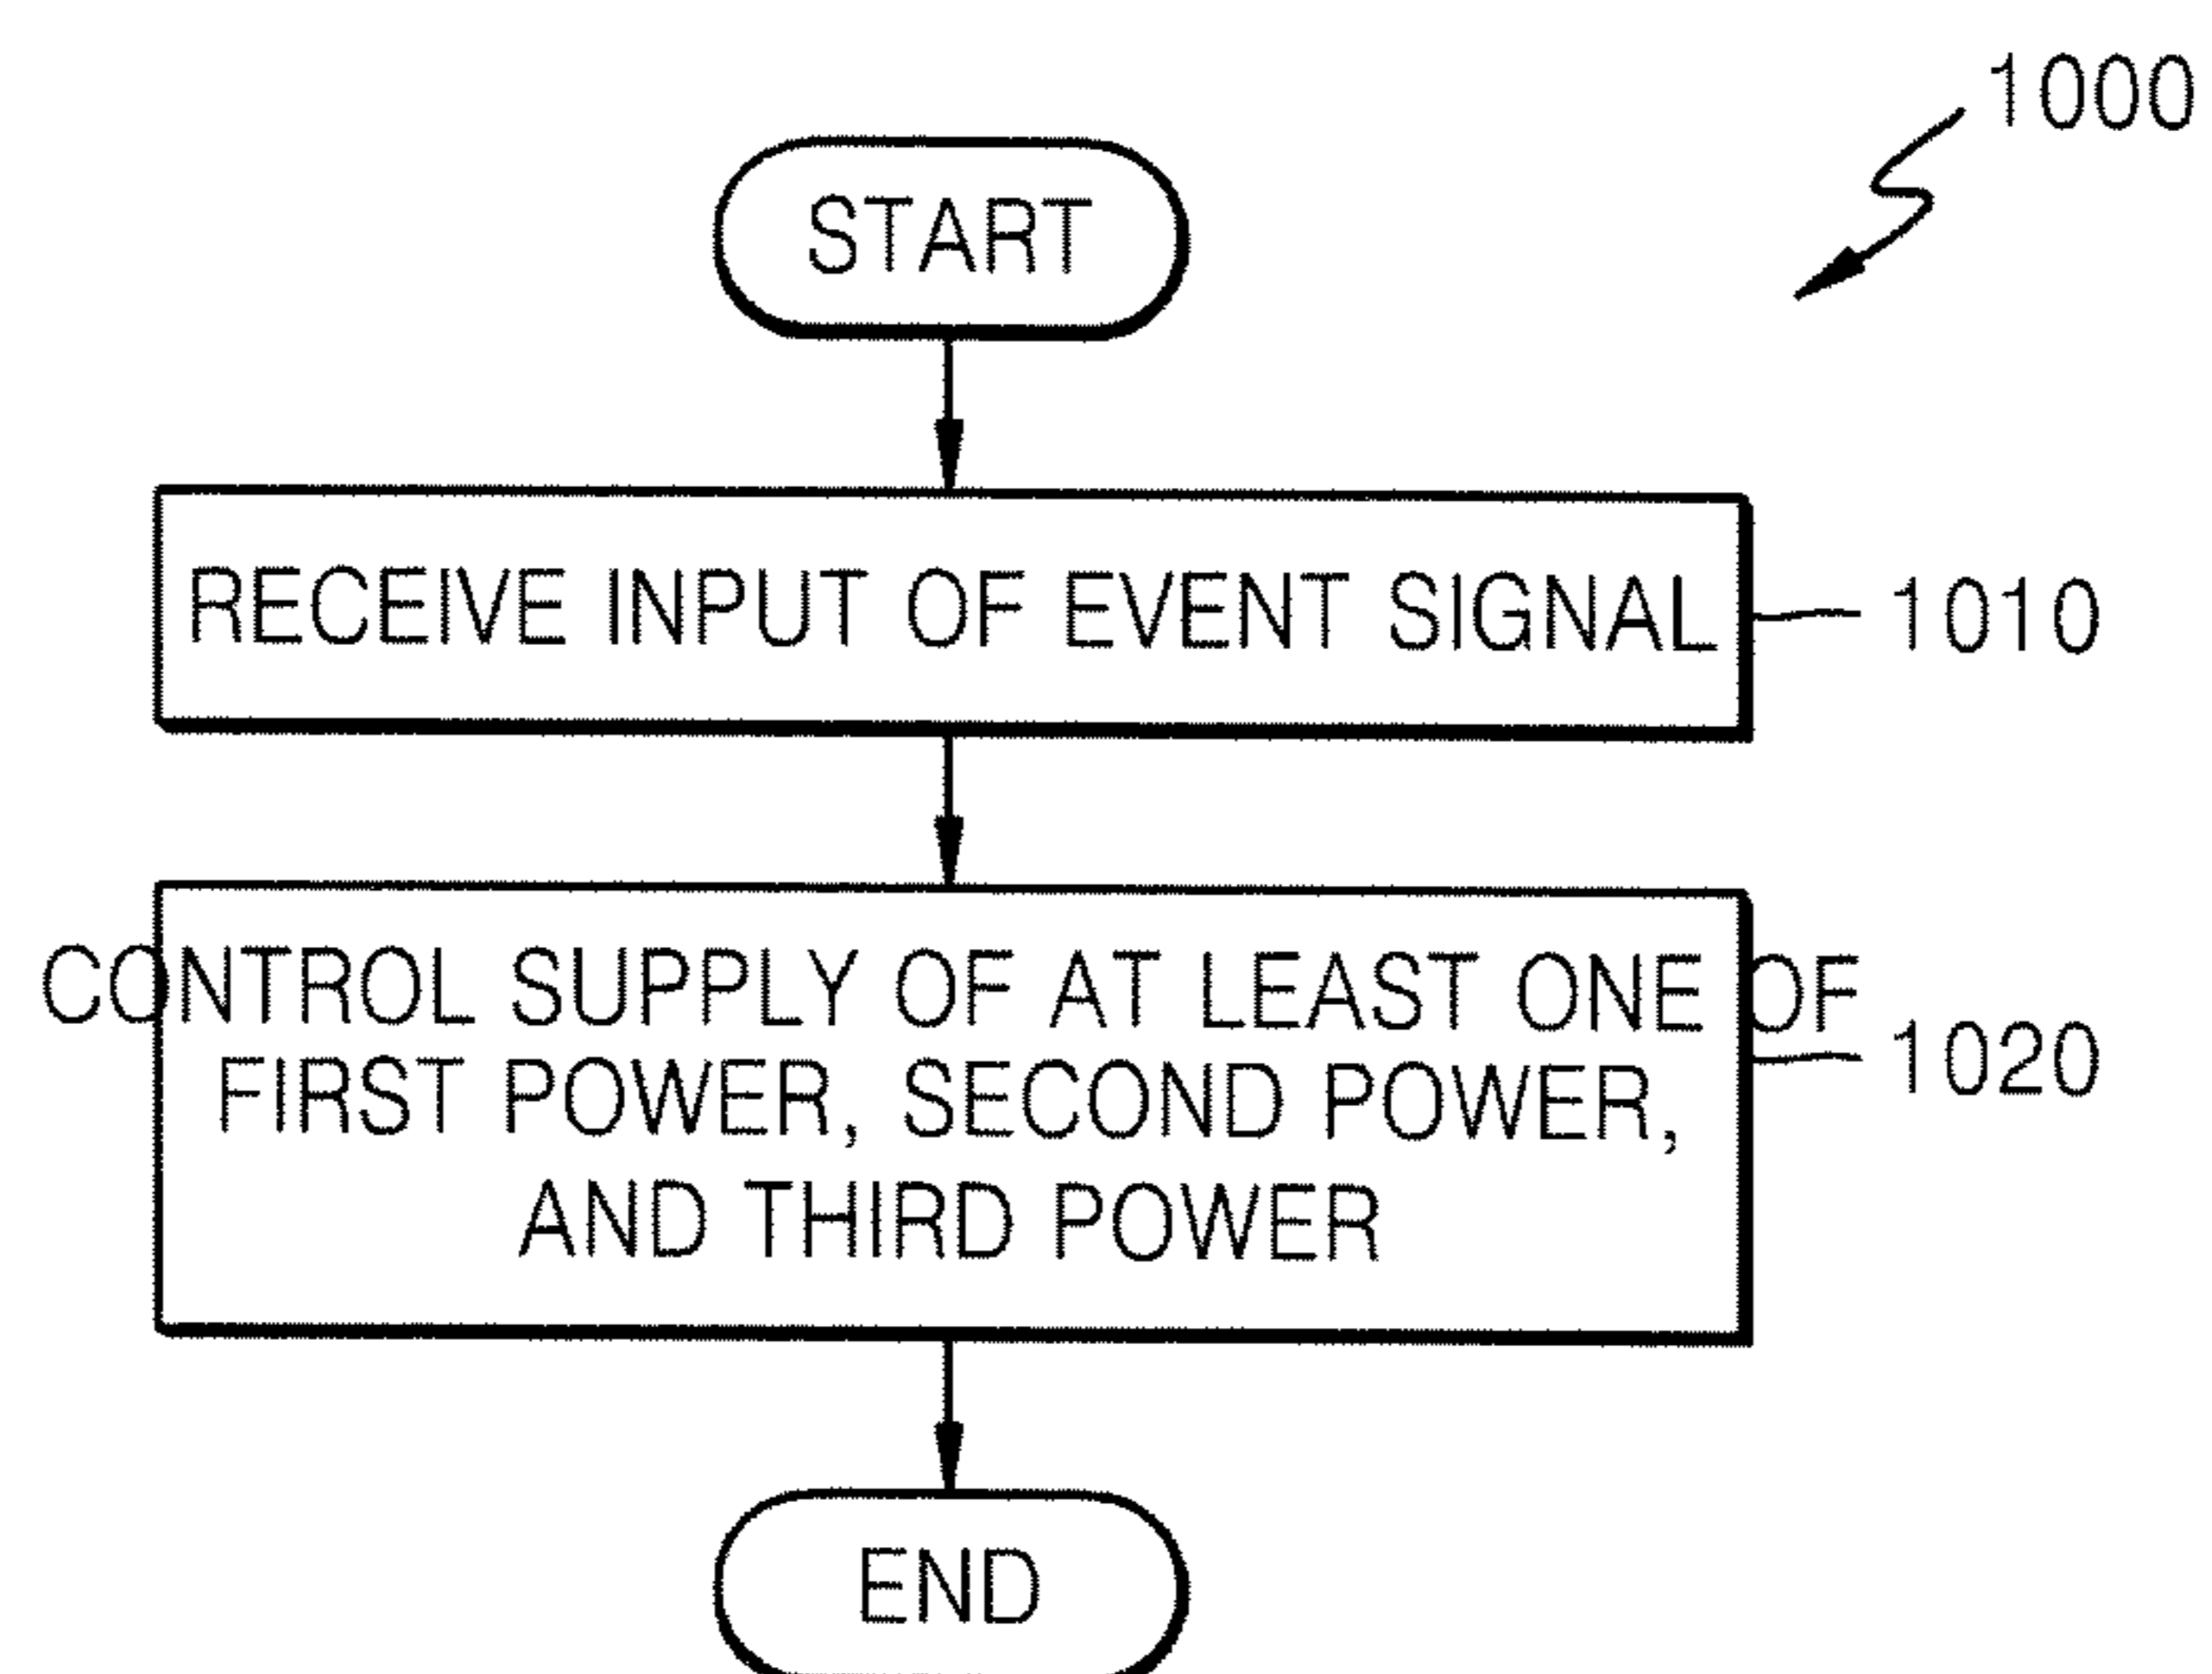 1000
START
RECEIVE INPUT OF EVENT SIGNAL
1010
CONTROL SUPPLY OF AT LEAST ONE OF
FIRST POWER, SECOND POWER,
AND THIRD POWER
1020
END